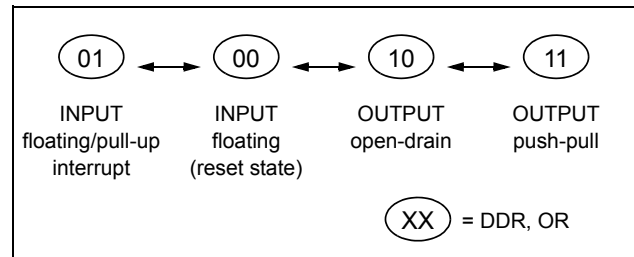 01 00 10 11
INPUT INPUT OUTPUT OUTPUT
floating/pull-up floating open-drain push-pull
interrupt (reset state)
XX = DDR, OR